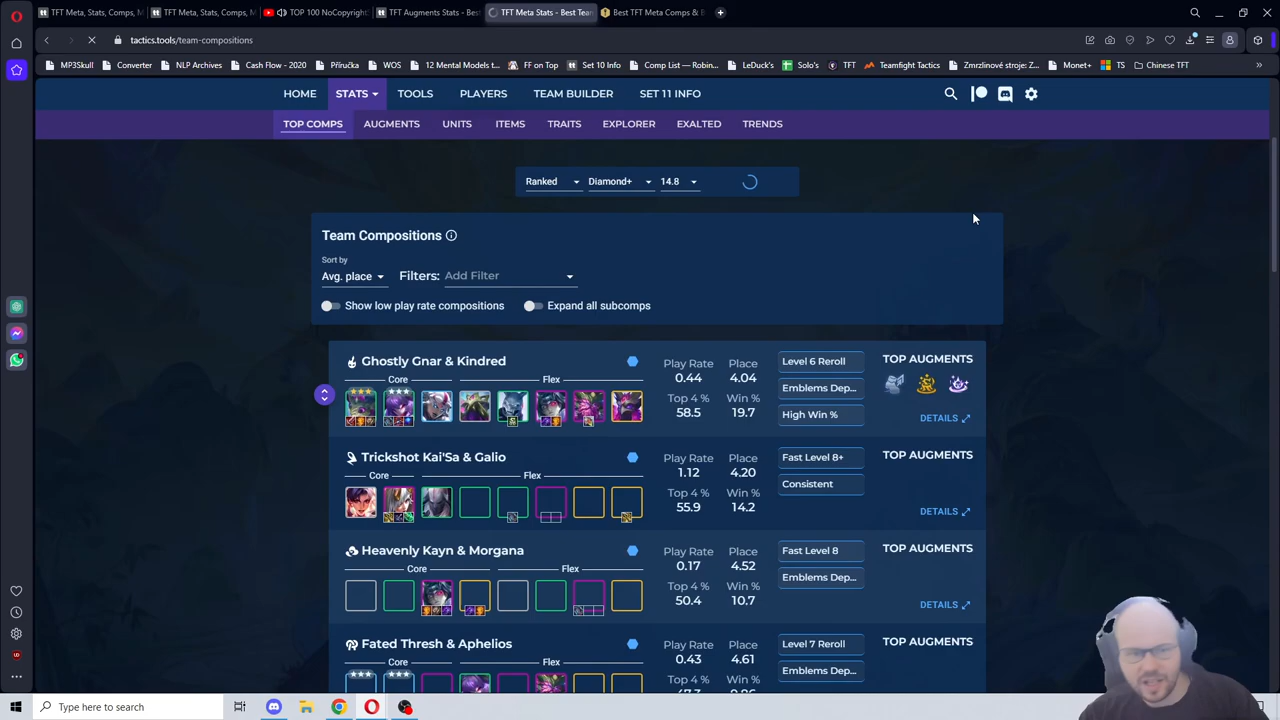 TFT Meta, Stats, Comps, M
TFT Meta, Stats, Comps, M
TOP 100 NoCopyright
TFT Augments Stats - Bes
TFT Meta Stats - Best Tea
Best TFT Meta Comps & B
tactics.tools/team-compositions
MP3Skull
Converter
NLP Archives
Cash Flow - 2020
Příručka
WOS
12 Mental Models t...
FF on Top
Set 10 Info
Comp List — Robin...
LeDuck's
Solo's
TFT
Teamfight Tactics
Zmrzlinové stroje: Z...
Monet+
TS
Chinese TFT
HOME
STATS
TOOLS
PLAYERS
TEAM BUILDER
SET 11 INFO
TOP COMPS
AUGMENTS
UNITS
ITEMS
TRAITS
EXPLORER
EXALTED
TRENDS
Ranked
Diamond+
14.8
Team Compositions
Sort by
Avg. place
Filters:
Add Filter
Show low play rate compositions
Expand all subcomps
Ghostly Gnar & Kindred
Core
Flex
Play Rate
0.44
Place
4.04
Top 4 %
58.5
Win %
19.7
Level 6 Reroll
Emblems Dep...
High Win %
TOP AUGMENTS
DETAILS
Trickshot Kai'Sa & Galio
Core
Flex
Play Rate
1.12
Place
4.20
Top 4 %
55.9
Win %
14.2
Fast Level 8+
Consistent
TOP AUGMENTS
DETAILS
Heavenly Kayn & Morgana
Core
Flex
Play Rate
0.17
Place
4.52
Top 4 %
50.4
Win %
10.7
Fast Level 8
Emblems Dep...
TOP AUGMENTS
DETAILS
Fated Thresh & Aphelios
Core
Flex
Play Rate
0.43
Place
4.61
Top 4 %
Win %
Level 7 Reroll
Emblems Dep...
TOP AUGMENTS
Type here to search